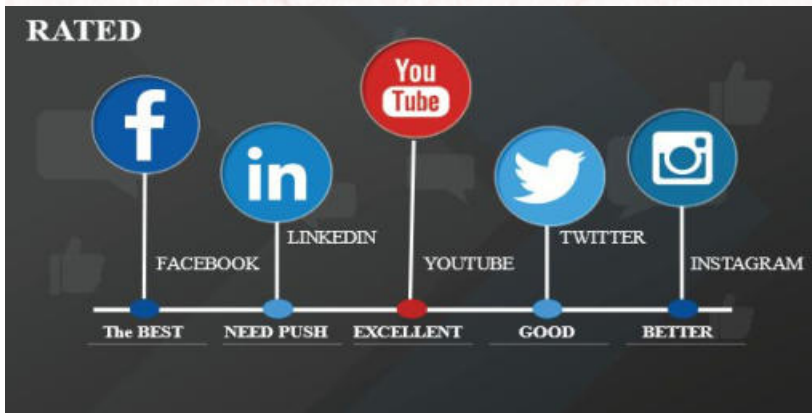 RATED
You
Tube
f
in
LINKEDIN
TWITTER
FACEBOOK
YOUTUBE
INSTAGRAM
The BEST
NEED PUSH
EXCELLENT
GOOD
BETTER